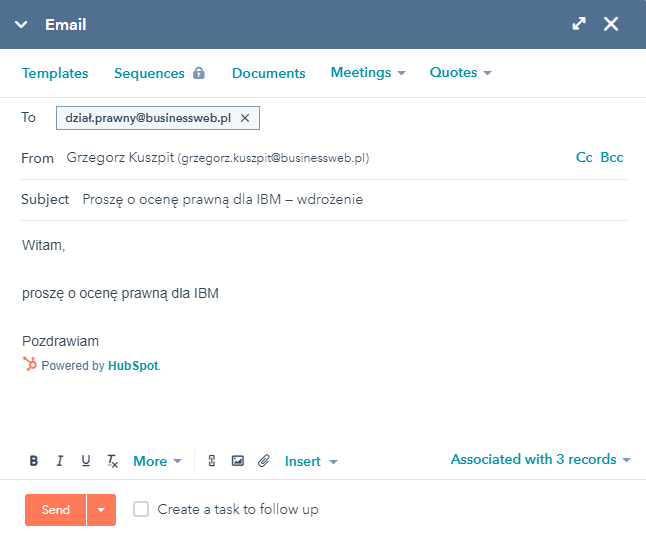 Email
Templates Sequences Documents Meetings Quotes
To dział.prawny@businessweb.pl
From Grzegorz Kuszpit (grzegorz.kuszpit@businessweb.pl) Cc Bcc
Subject Proszę o ocenę prawną dla IBM – wdrożenie
Witam,
proszę o ocenę prawną dla IBM
Pozdrawiam
Powered by HubSpot.
B I U Tx More Insert Associated with 3 records
Send Create a task to follow up